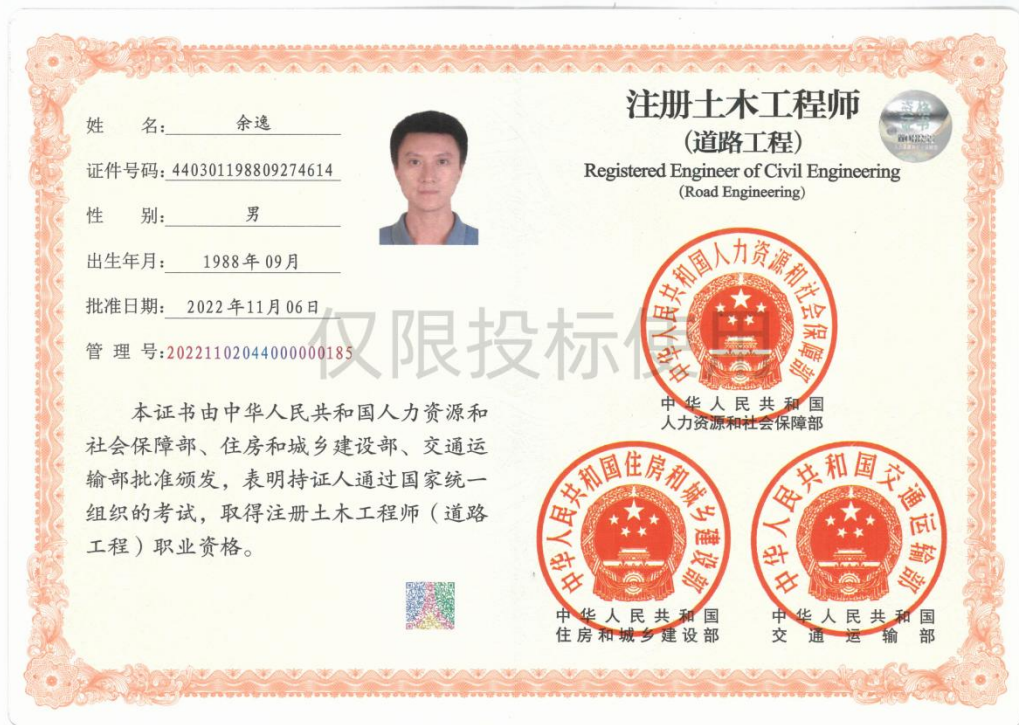 姓 名: 余逸
证件号码: 440301198809274614
性 别: 男
出生年月: 1988年09月
批准日期: 2022年11月06日
管 理 号: 20221102044000000185
本证书由中华人民共和国人力资源和
社会保障部、住房和城乡建设部、交通运
输部批准颁发，表明持证人通过国家统一
组织的考试，取得注册土木工程师（道路
工程）职业资格。
仅限投标使用
注册土木工程师
(道路工程)
Registered Engineer of Civil Engineering
(Road Engineering)
中华人民共和国人力资源和社会保障部
中华人民共和国
人力资源和社会保障部
中华人民共和国住房和城乡建设部
中华人民共和国
住房和城乡建设部
中华人民共和国交通运输部
中华人民共和国
交通运输部